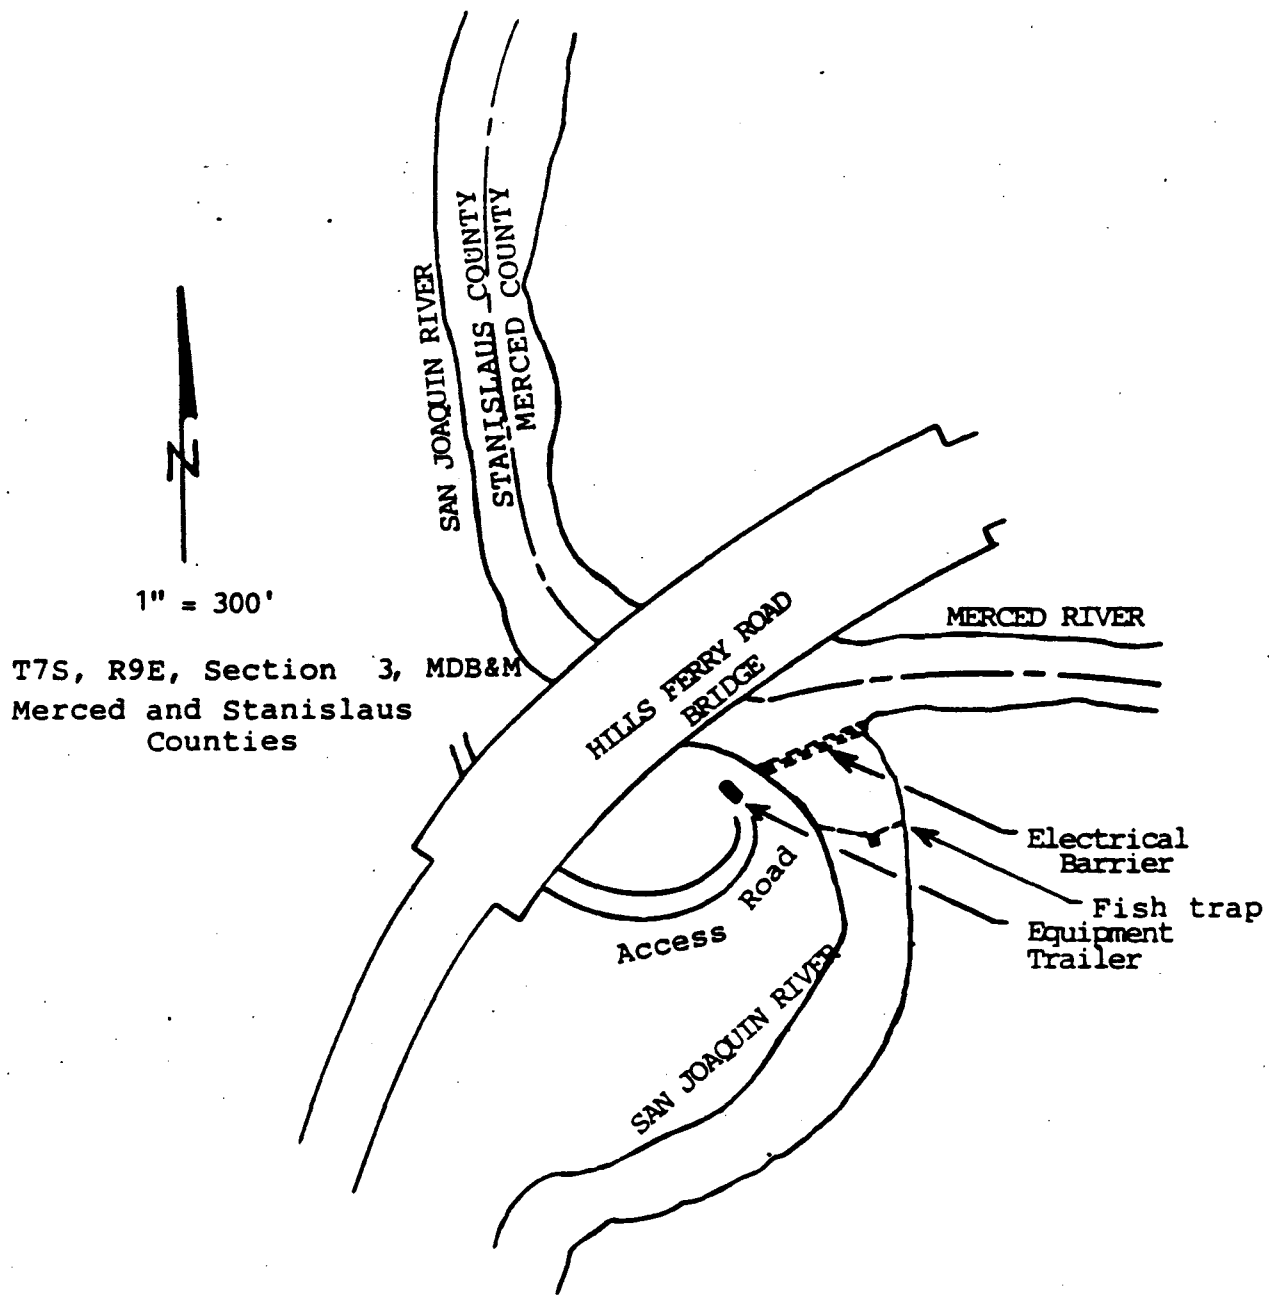 SAN JOAQUIN RIVER
STANISLAUS COUNTY
MERCED COUNTY
N
1" = 300'
T7S, R9E, Section 3, MDB&M
Merced and Stanislaus
Counties
HILLS FERRY ROAD
BRIDGE
MERCED RIVER
Electrical
Barrier
Fish trap
Equipment
Trailer
Access Road
SAN JOAQUIN RIVER